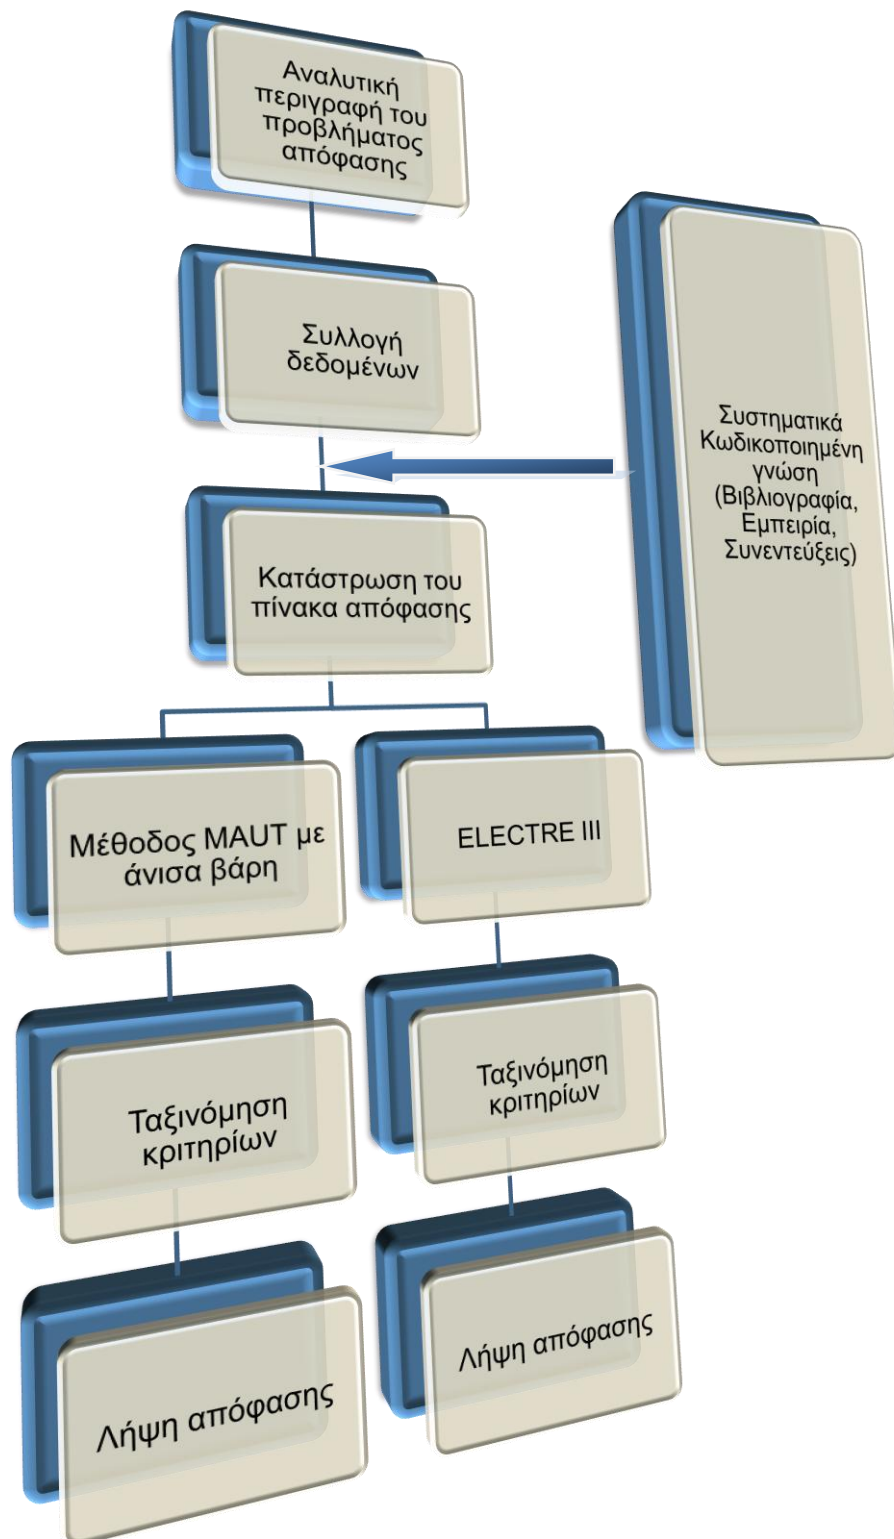 Αναλυτική
περιγραφή του
προβλήματος
απόφασης
Συλλογή
δεδομένων
Συστηματικά
Κωδικοποιημένη
γνώση
(Βιβλιογραφία,
Εμπειρία,
Συνεντεύξεις)
Κατάστρωση του
πίνακα απόφασης
Μέθοδος MAUT με
άνισα βάρη
ELECTRE III
Ταξινόμηση
κριτηρίων
Ταξινόμηση
κριτηρίων
Λήψη απόφασης
Λήψη απόφασης